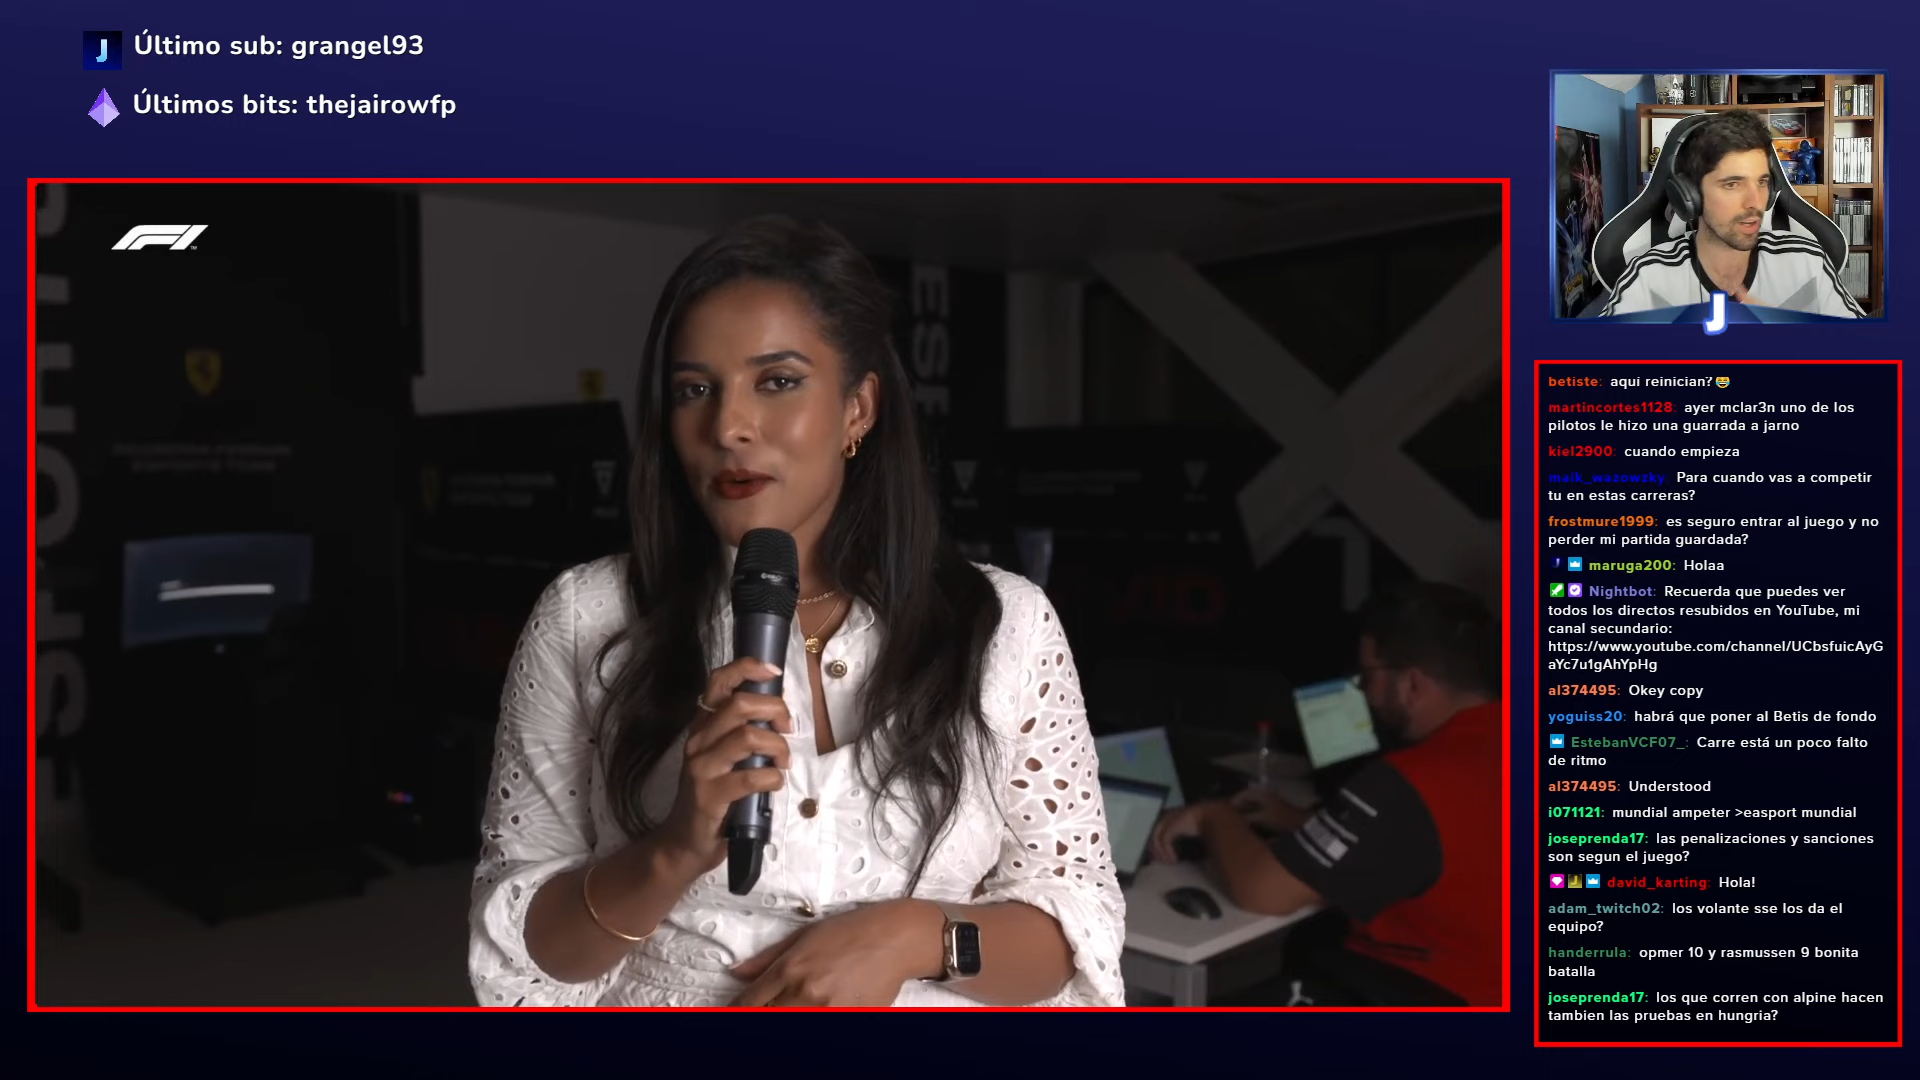 Último sub: grangel93
Últimos bits: thejairowfp
F1
ESPORTS
ESP
J
betiste: aquí reinician?
martincortes1128: ayer mclar3n uno de los
pilotos le hizo una guarrada a jarno
kiel2900: cuando empieza
maik_wazowzky: Para cuando vas a competir
tu en estas carreras?
frostmure1999: es seguro entrar al juego y no
perder mi partida guardada?
maruga200: Holaa
Nightbot: Recuerda que puedes ver
todos los directos resubidos en YouTube, mi
canal secundario:
https://www.youtube.com/channel/UCbsfuicAyG
aYc7u1gAhYpHg
al374495: Okey copy
yoguiss20: habrá que poner al Betis de fondo
EstebanVCF07_: Carre está un poco falto
de ritmo
al374495: Understood
i071121: mundial ampeter >easport mundial
joseprenda17: las penalizaciones y sanciones
son segun el juego?
david_karting: Hola!
adam_twitch02: los volante sse los da el
equipo?
handerrula: opmer 10 y rasmussen 9 bonita
batalla
joseprenda17: los que corren con alpine hacen
tambien las pruebas en hungria?